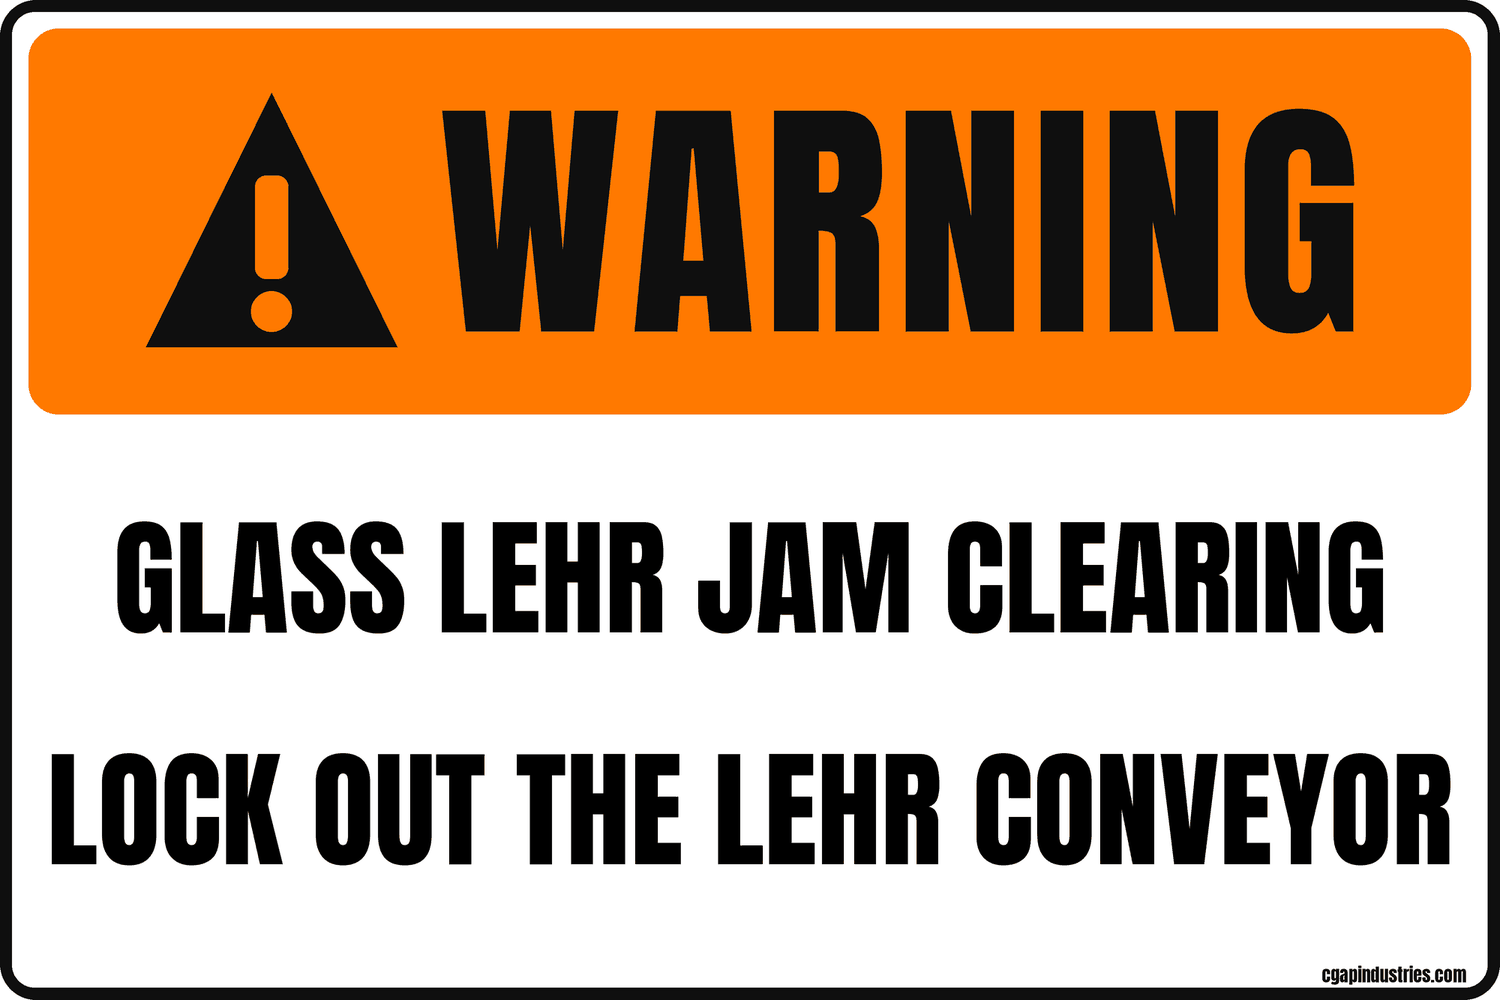 WARNING
GLASS LEHR JAM CLEARING
LOCK OUT THE LEHR CONVEYOR
cgapindustries.com